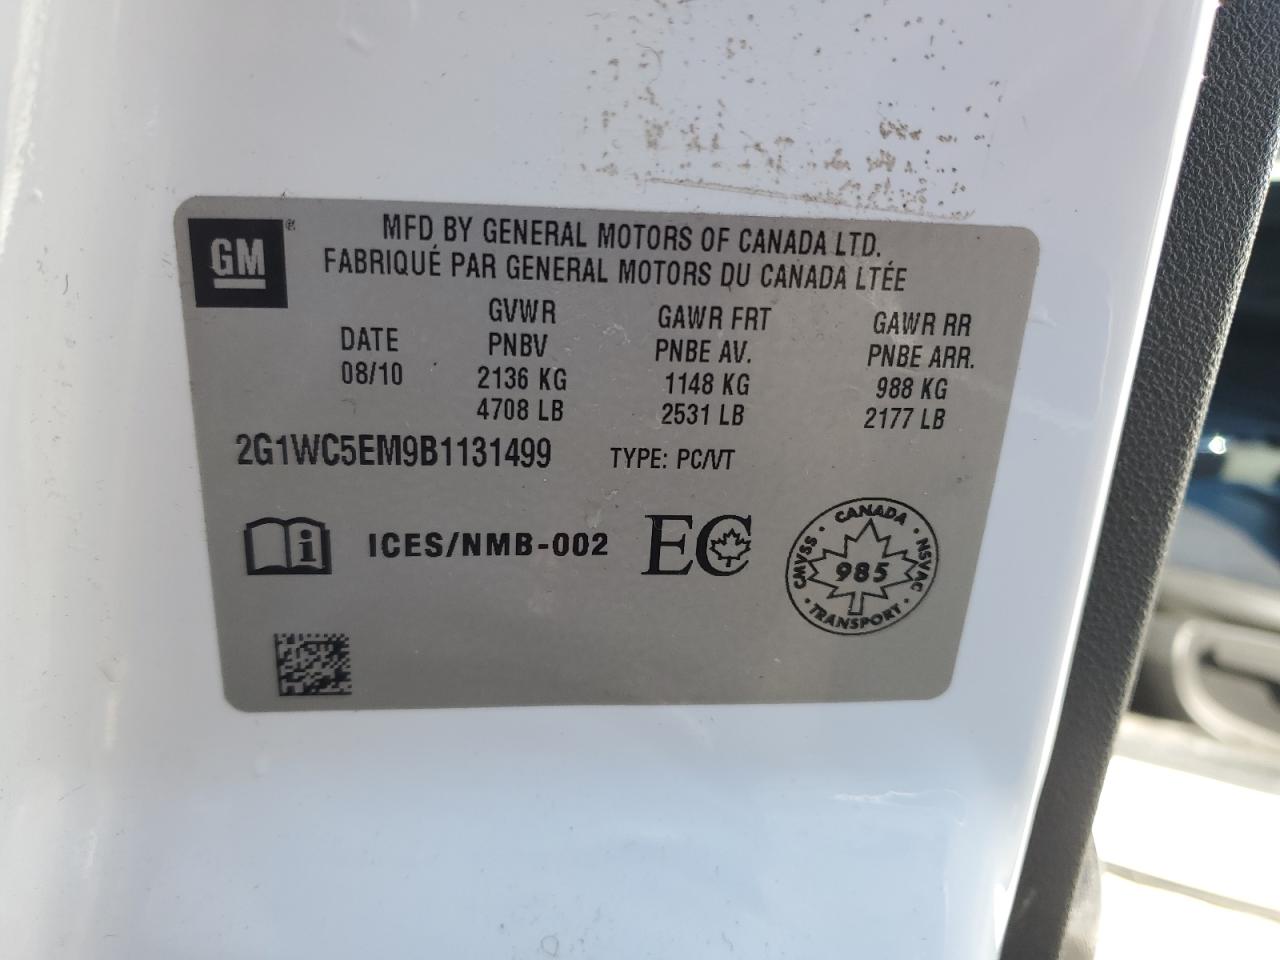 GM ®
MFD BY GENERAL MOTORS OF CANADA LTD.
FABRIQUÉ PAR GENERAL MOTORS DU CANADA LTÉE
DATE
08/10
GVWR
PNBV
2136 KG
4708 LB
GAWR FRT
PNBE AV.
1148 KG
2531 LB
GAWR RR
PNBE ARR.
988 KG
2177 LB
2G1WC5EM9B1131499 TYPE: PC/VT
i ICES/NMB-002 EC
CANADA
CMVSS · NSVAC
985
TRANSPORT